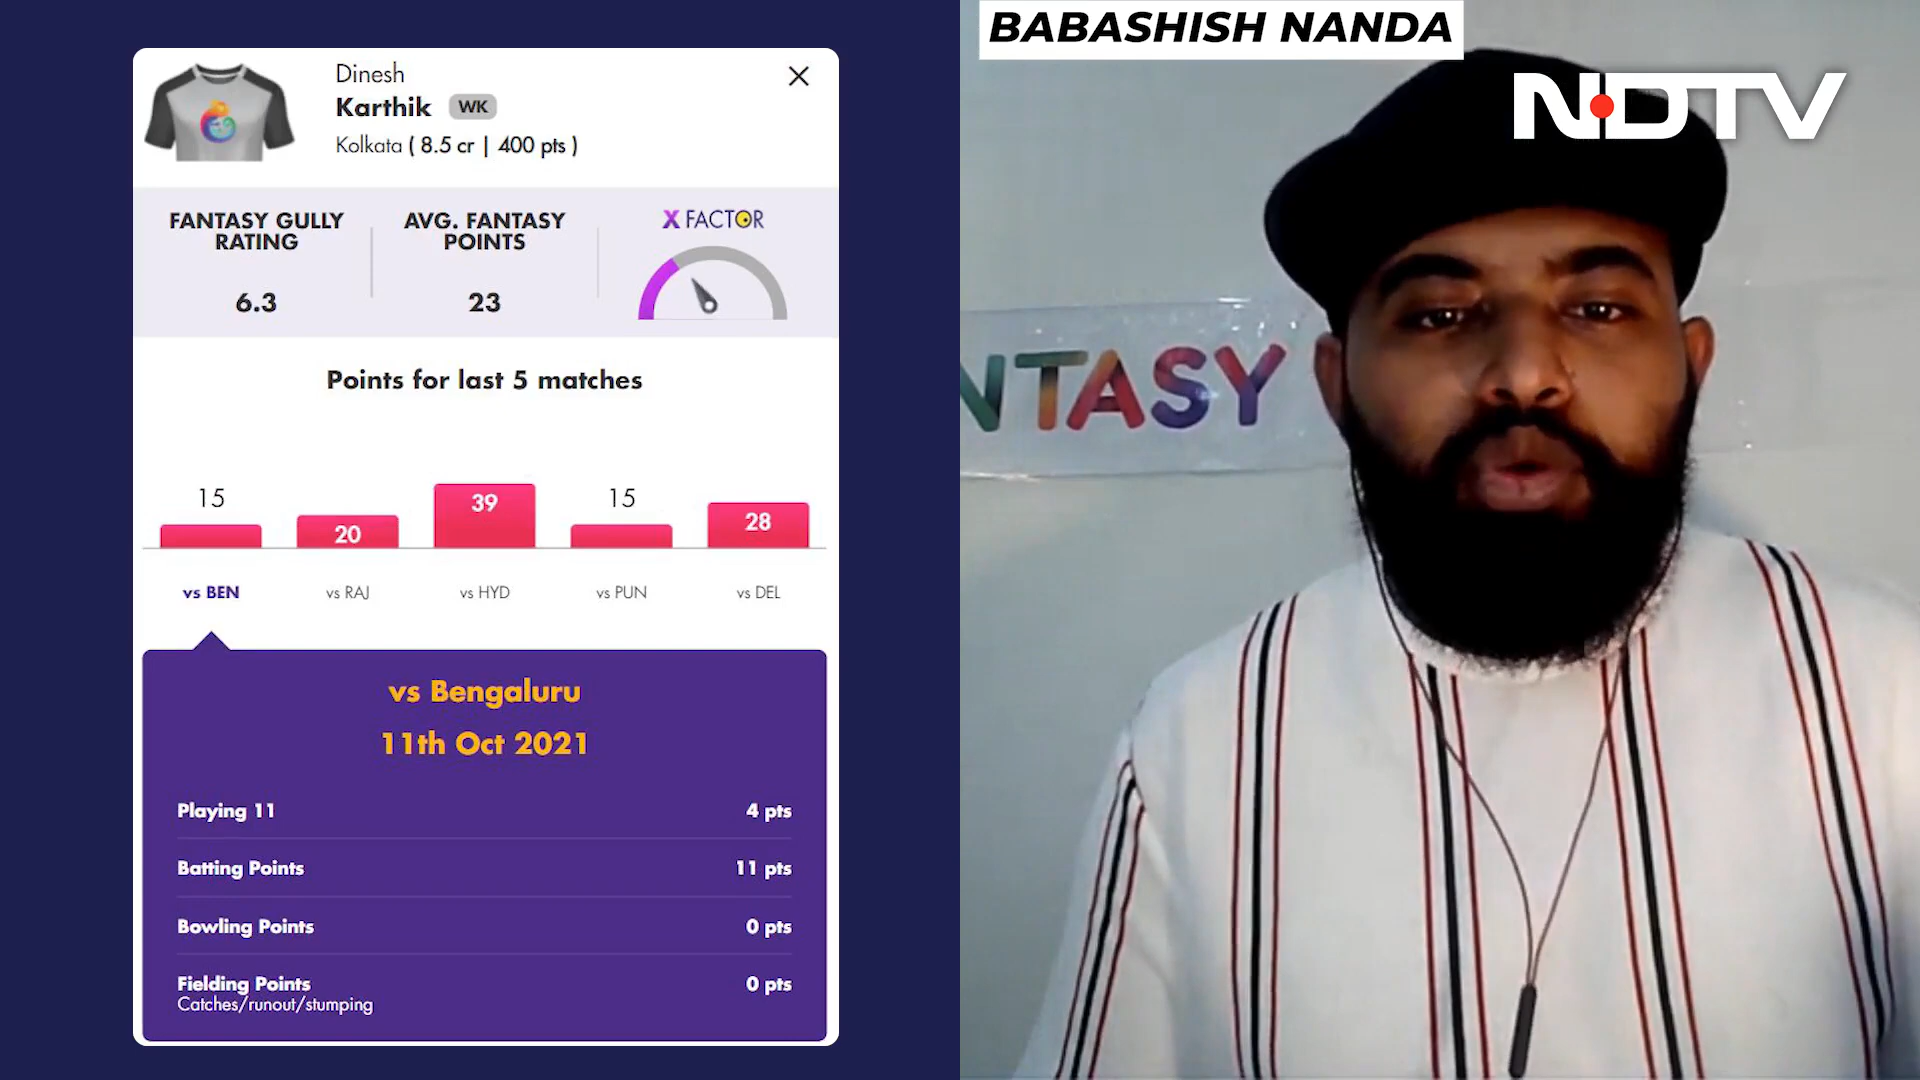 Dinesh
Karthik WK
Kolkata ( 8.5 cr | 400 pts )
FANTASY GULLY
RATING
6.3
AVG. FANTASY
POINTS
23
X FACTOR
Points for last 5 matches
15
20
39
15
28
vs BEN
vs RAJ
vs HYD
vs PUN
vs DEL
vs Bengaluru
11th Oct 2021
Playing 11 4 pts
Batting Points 11 pts
Bowling Points 0 pts
Fielding Points 0 pts
Catches/runout/stumping
BABASHISH NANDA
NDTV
NTASY